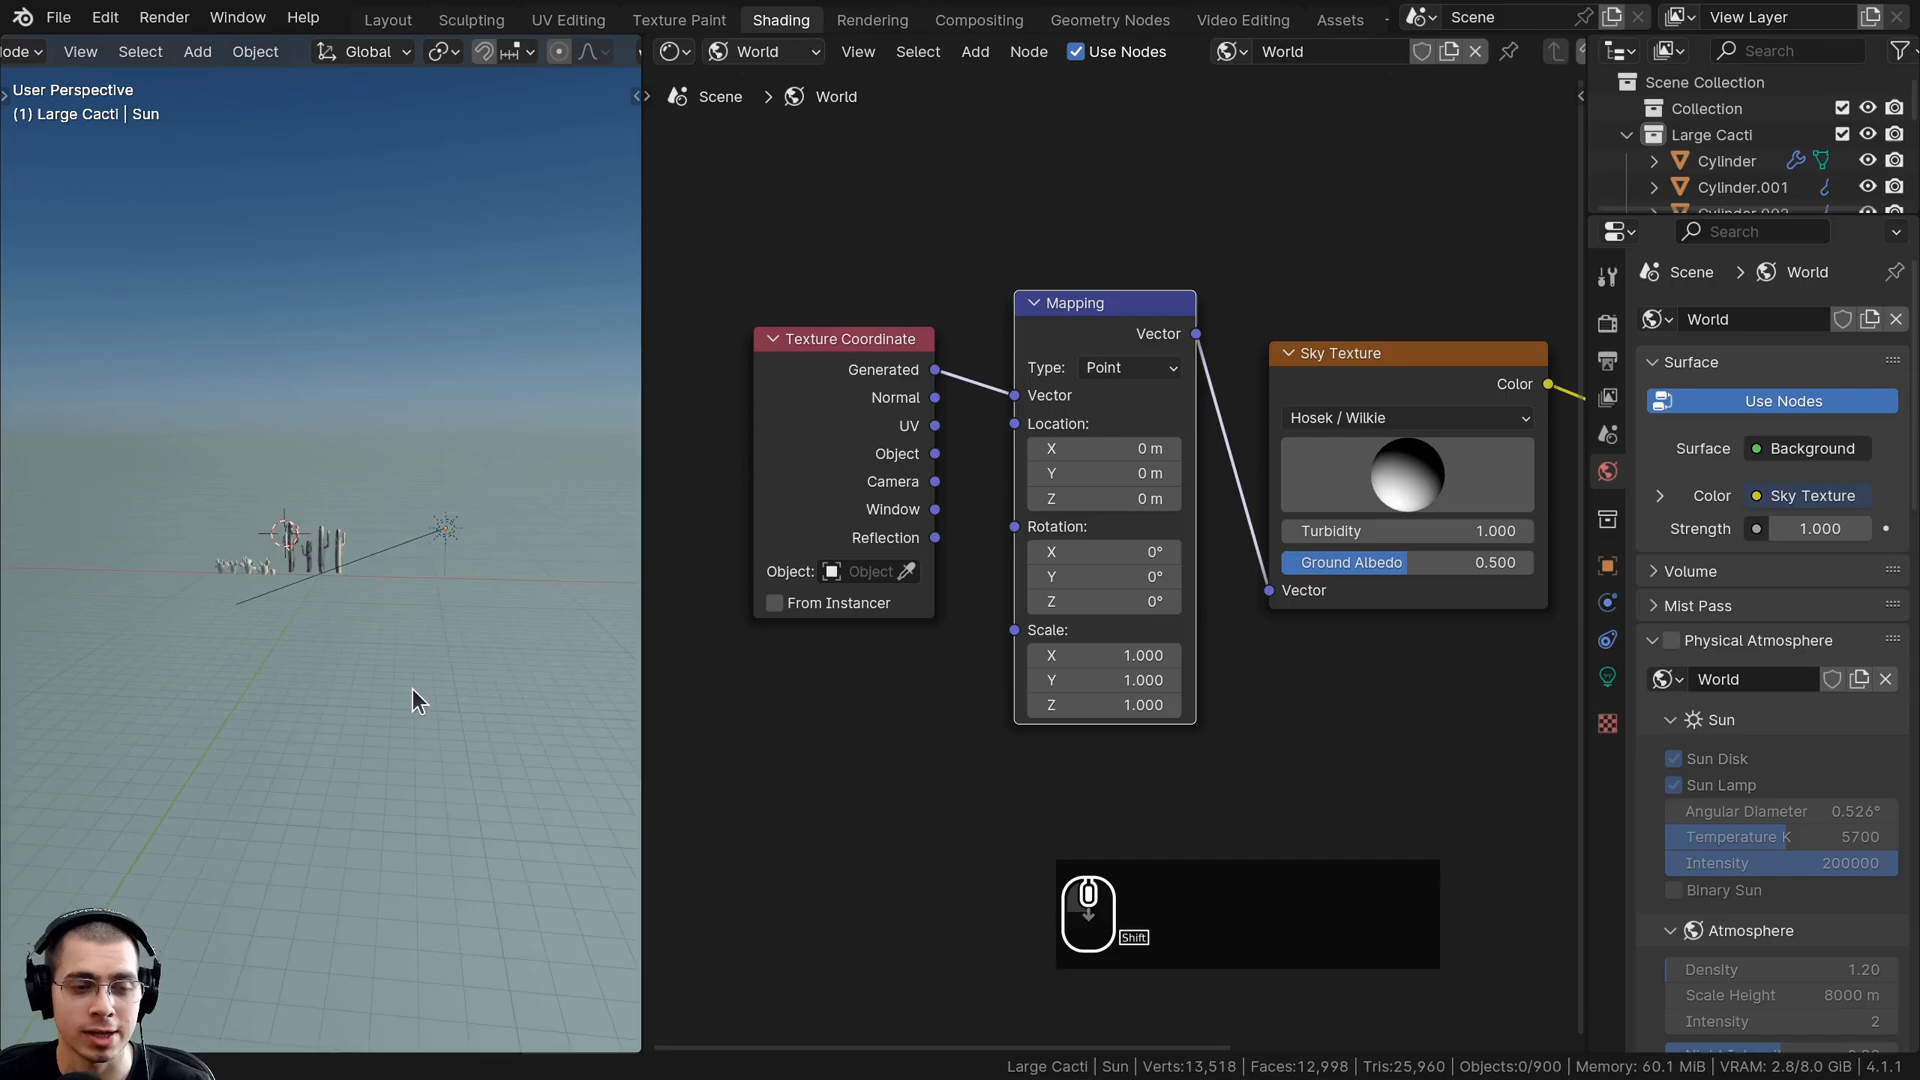 File Edit Render Window Help Layout Sculpting UV Editing Texture Paint Shading Rendering Compositing Geometry Nodes Video Editing Assets Scene View Layer
ode View Select Add Object Global
World View Select Add Node Use Nodes World
Search
User Perspective
(1) Large Cacti | Sun
Scene > World
Texture Coordinate
Generated
Normal
UV
Object
Camera
Window
Reflection
Object: Object
From Instancer
Mapping
Vector
Type: Point
Vector
Location:
X 0 m
Y 0 m
Z 0 m
Rotation:
X 0°
Y 0°
Z 0°
Scale:
X 1.000
Y 1.000
Z 1.000
Sky Texture
Color
Hosek / Wilkie
Turbidity 1.000
Ground Albedo 0.500
Vector
Shift
Scene Collection
Collection
Large Cacti
Cylinder
Cylinder.001
Search
Scene > World
World
Surface
Use Nodes
Surface Background
Color Sky Texture
Strength 1.000
Volume
Mist Pass
Physical Atmosphere
World
Sun
Sun Disk
Sun Lamp
Angular Diameter 0.526°
Temperature K 5700
Intensity 200000
Binary Sun
Atmosphere
Density 1.20
Scale Height 8000 m
Intensity 2
Large Cacti | Sun | Verts:13,518 | Faces:12,998 | Tris:25,960 | Objects:0/900 | Memory: 60.1 MiB | VRAM: 2.8/8.0 GiB | 4.1.1